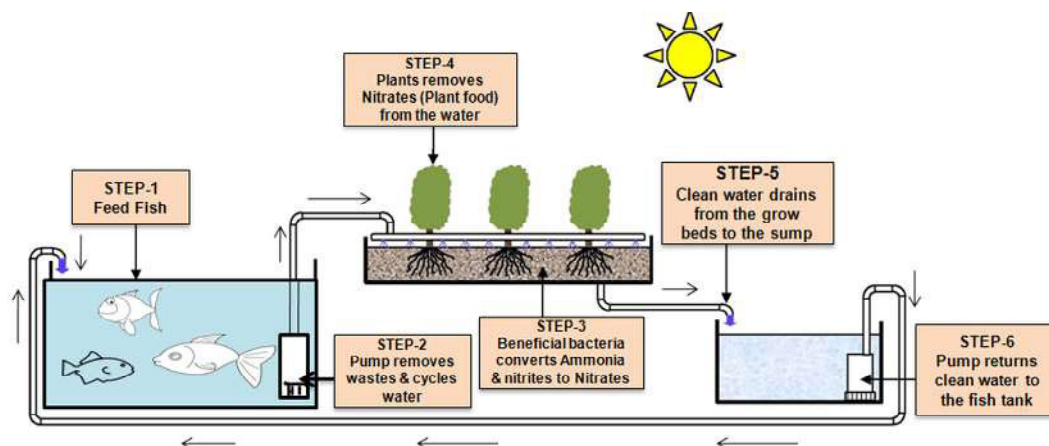 STEP-1
Feed Fish
STEP-2
Pump removes
wastes & cycles
water
STEP-3
Beneficial bacteria
converts Ammonia
& nitrites to Nitrates
STEP-4
Plants removes
Nitrates (Plant food)
from the water
STEP-5
Clean water drains
from the grow
beds to the sump
STEP-6
Pump returns
clean water to
the fish tank